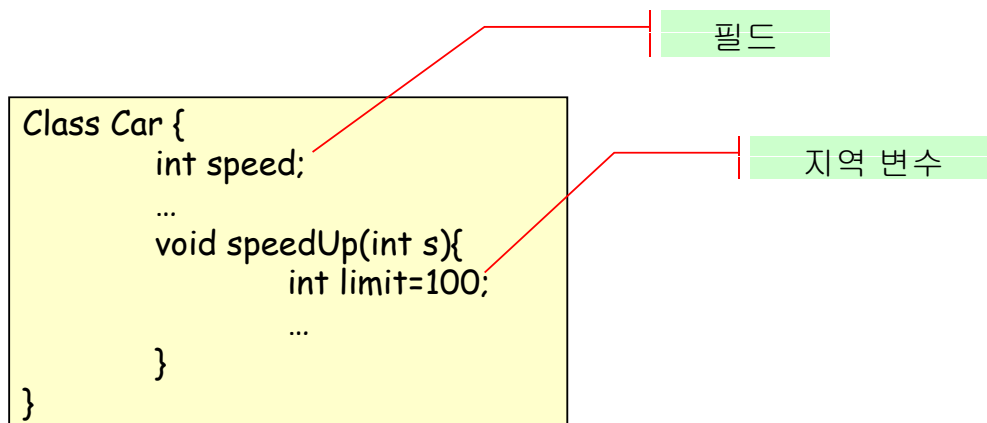 필드
Class Car {
int speed;
지역 변수
…
void speedUp(int s){
int limit=100;
…
}
}